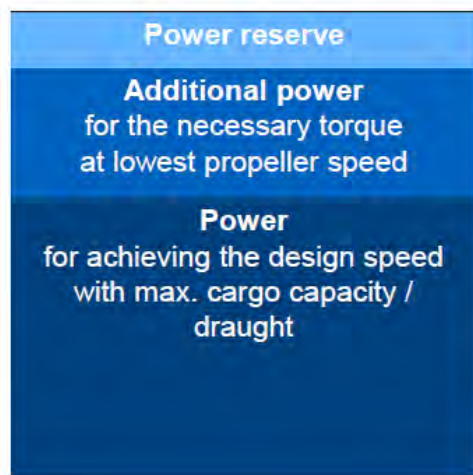 Power reserve
Additional power
for the necessary torque
at lowest propeller speed
Power
for achieving the design speed
with max. cargo capacity /
draught